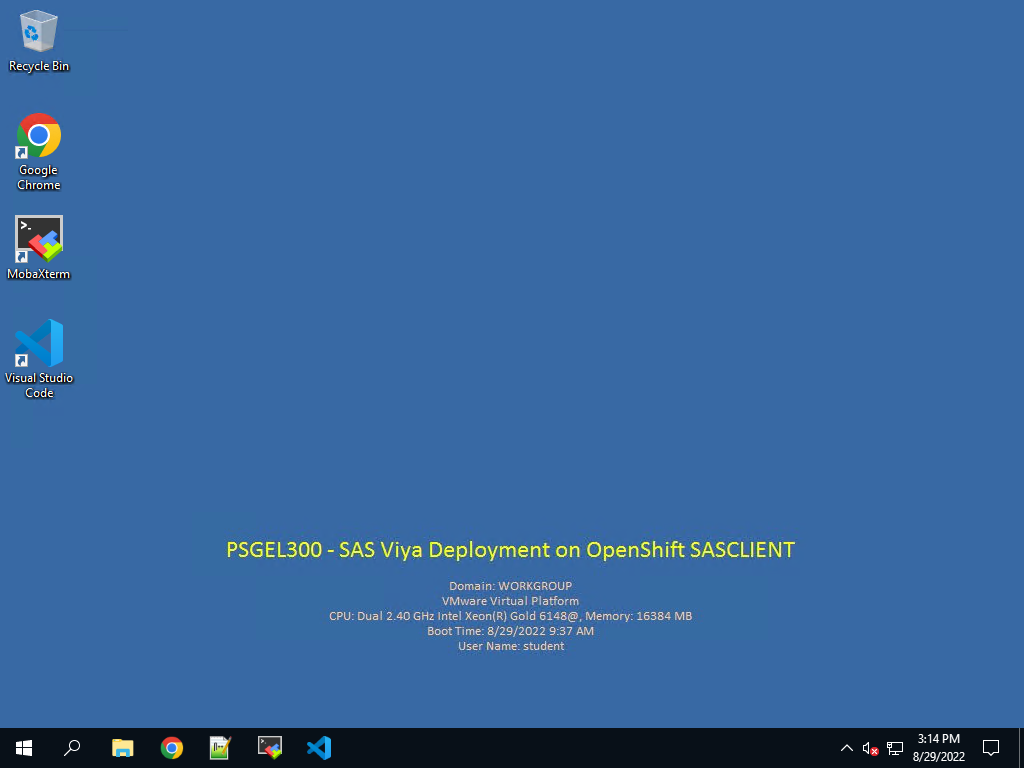 Recycle Bin
Google
Chrome
MobaXterm
Visual Studio
Code
PSGEL300 - SAS Viya Deployment on OpenShift SASCLIENT
Domain: WORKGROUP
VMware Virtual Platform
CPU: Dual 2.40 GHz Intel Xeon(R) Gold 6148@, Memory: 16384 MB
Boot Time: 8/29/2022 9:37 AM
User Name: student
3:14 PM
8/29/2022